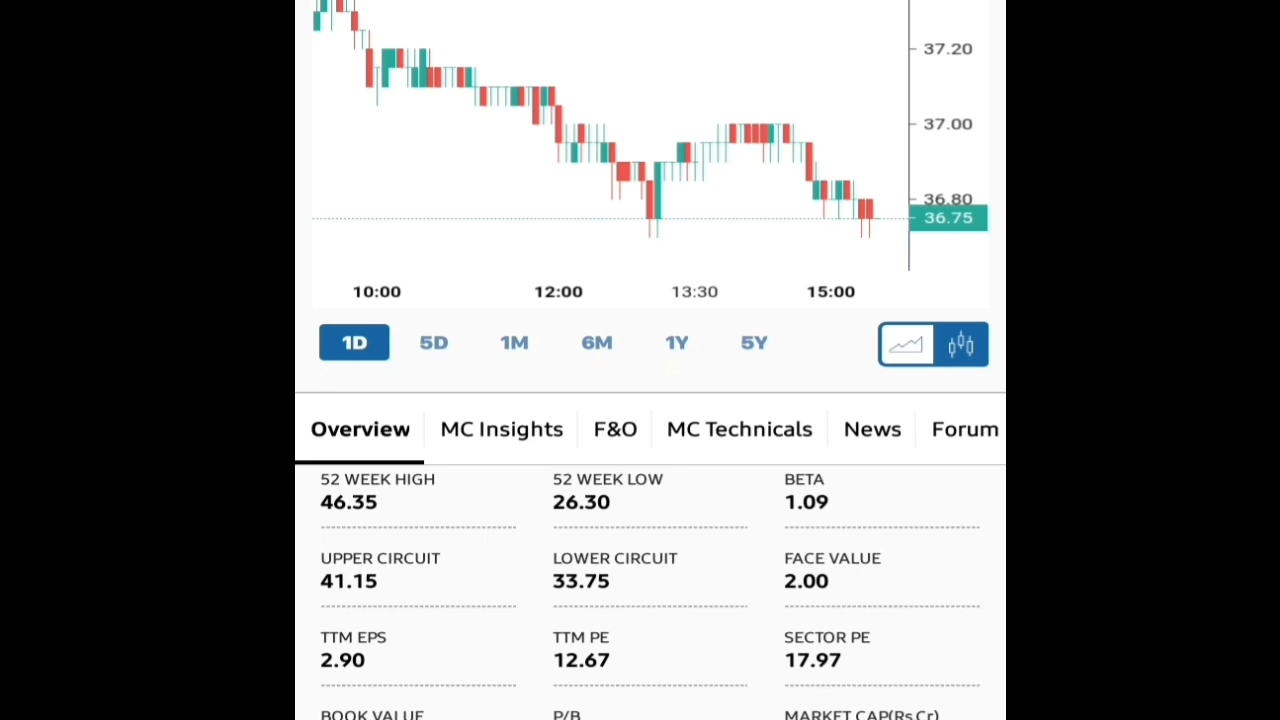 37.20
37.00
36.80
36.75
10:00 12:00 13:30 15:00
1D 5D 1M 6M 1Y 5Y
Overview MC Insights F&O MC Technicals News Forum
52 WEEK HIGH 52 WEEK LOW BETA
46.35 26.30 1.09
UPPER CIRCUIT LOWER CIRCUIT FACE VALUE
41.15 33.75 2.00
TTM EPS TTM PE SECTOR PE
2.90 12.67 17.97
BOOK VALUE P/B MARKET CAP(Rs Cr)